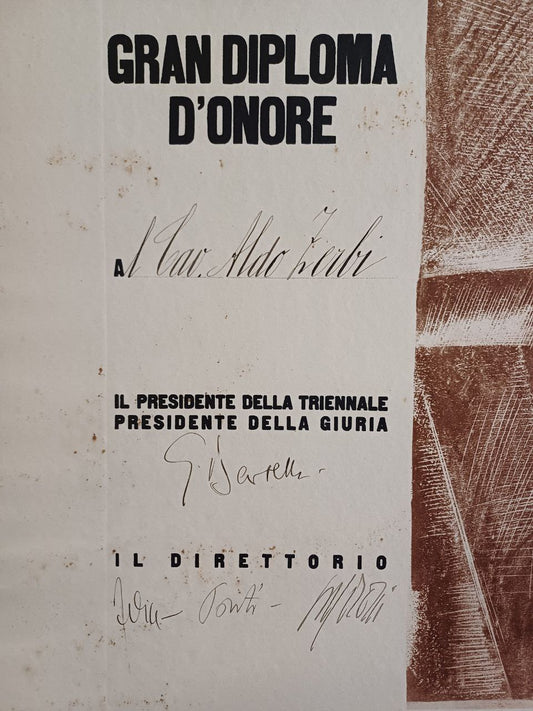 GRAN DIPLOMA
D'ONORE
Al Cav. Aldo Zerbi
IL PRESIDENTE DELLA TRIENNALE
PRESIDENTE DELLA GIURIA
IL DIRETTORIO
Ponti